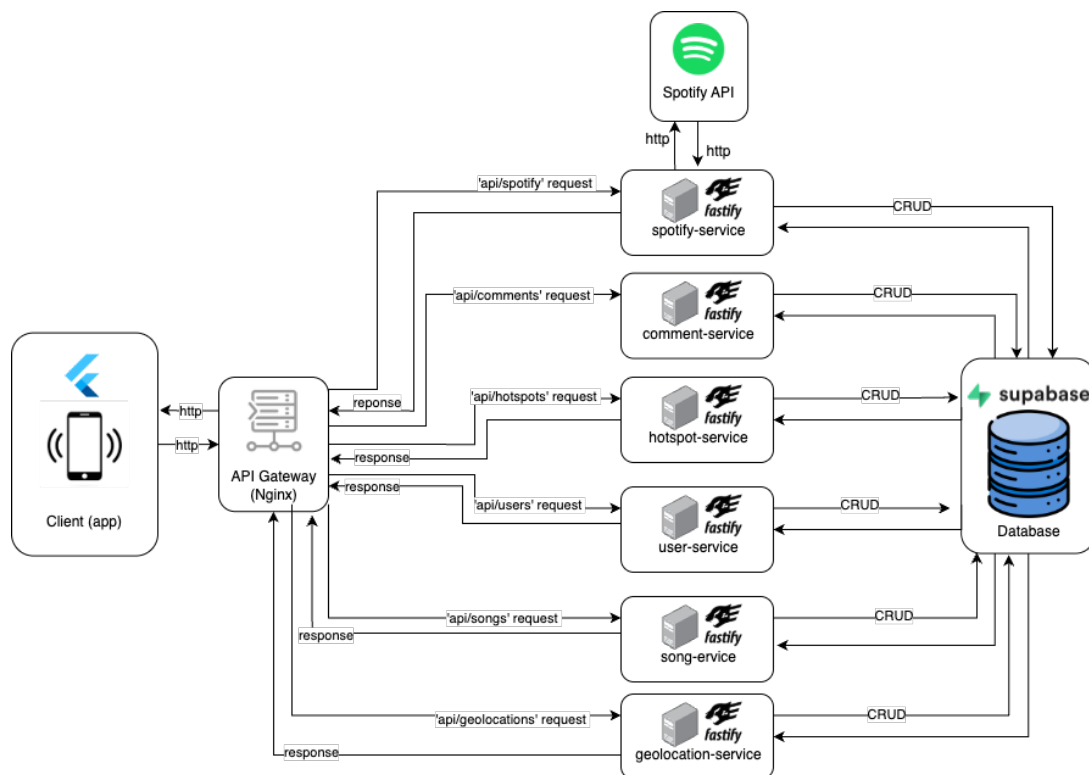 Spotify API
http
http
'api/spotify' request
fastify
spotify-service
CRUD
'api/comments' request
fastify
comment-service
CRUD
http
http
Client (app)
API Gateway
(Nginx)
reponse
'api/hotspots' request
response
fastify
hotspot-service
CRUD
supabase
Database
response
'api/users' request
fastify
user-service
CRUD
'api/songs' request
response
fastify
song-ervice
CRUD
'api/geolocations' request
response
fastify
geolocation-service
CRUD